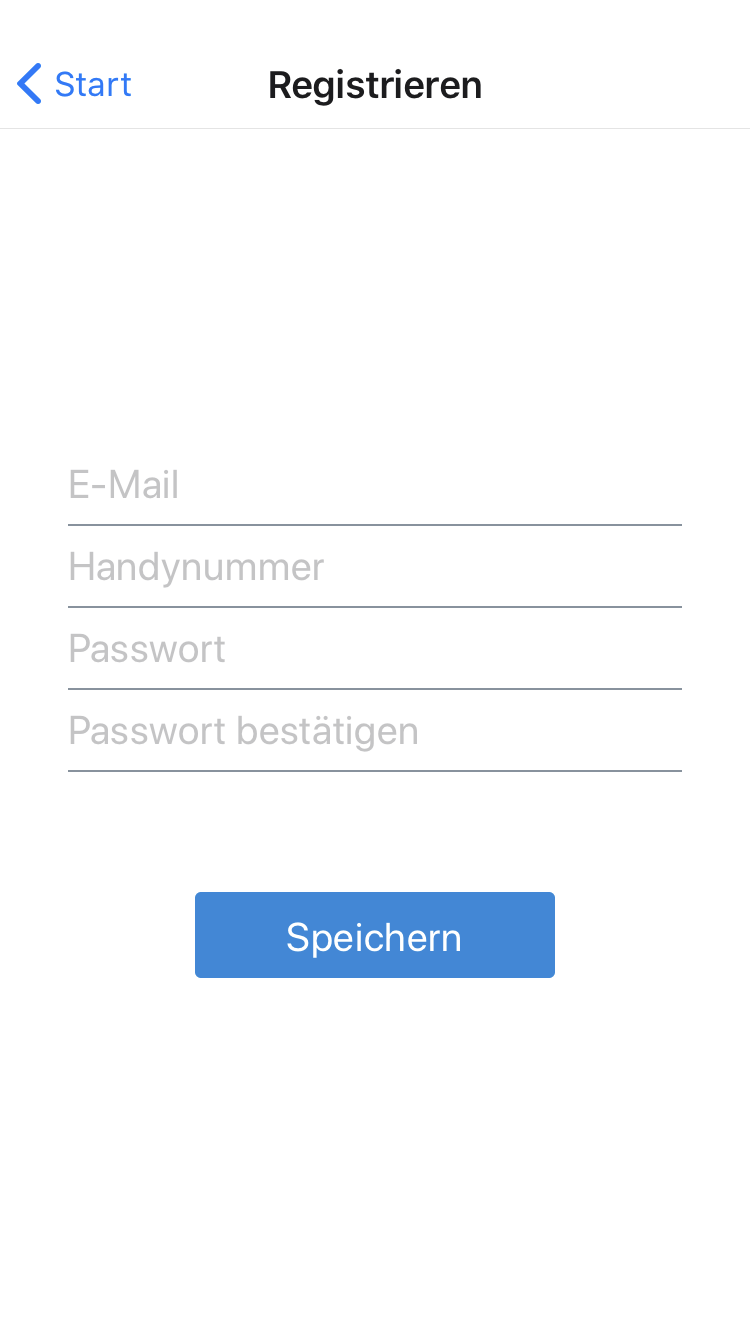 Start
Registrieren
E-Mail
Handynummer
Passwort
Passwort bestätigen
Speichern